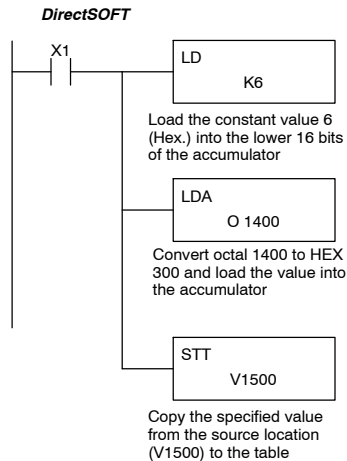 DirectSOFT
X1
LD
K6
Load the constant value 6
(Hex.) into the lower 16 bits
of the accumulator
LDA
O 1400
Convert octal 1400 to HEX
300 and load the value into
the accumulator
STT
V1500
Copy the specified value
from the source location
(V1500) to the table